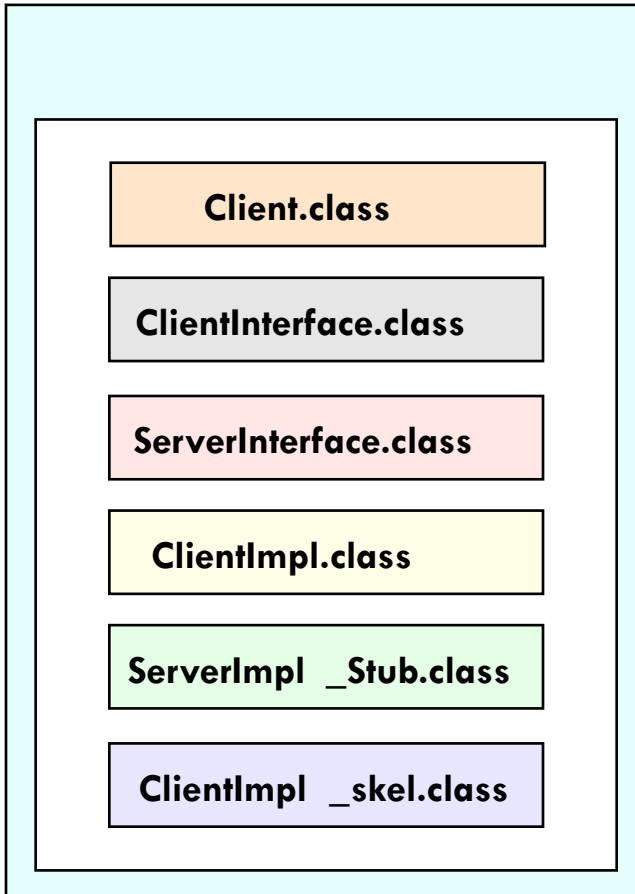 Client.class
ClientInterface.class
ServerInterface.class
ClientImpl.class
ServerImpl _Stub.class
ClientImpl _skel.class